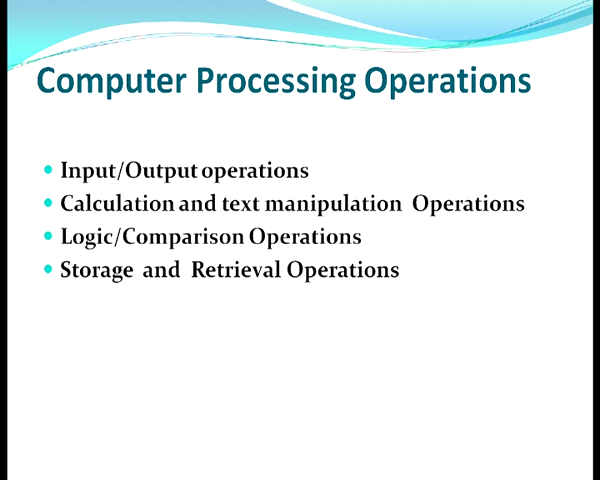 Computer Processing Operations
Input/Output operations
Calculation and text manipulation Operations
Logic/Comparison Operations
Storage and Retrieval Operations